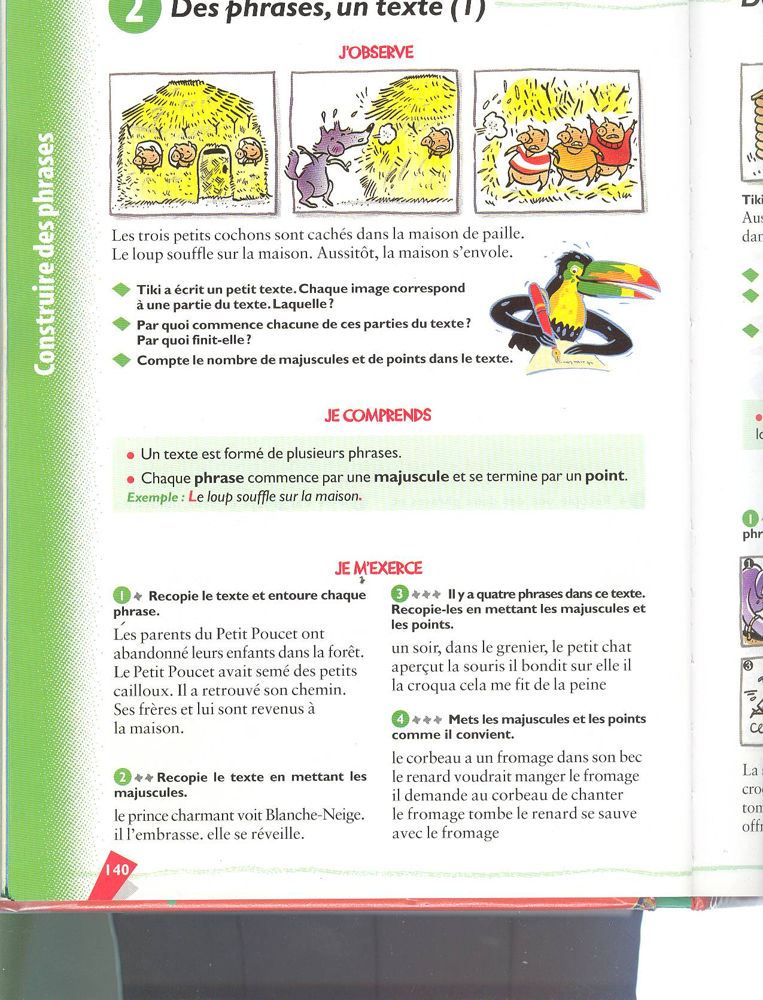 2 Des phrases, un texte (1)
J'OBSERVE
Construire des phrases
Les trois petits cochons sont cachés dans la maison de paille.
Le loup souffle sur la maison. Aussitôt, la maison s'envole.
Tiki a écrit un petit texte. Chaque image correspond
à une partie du texte. Laquelle ?
Par quoi commence chacune de ces parties du texte ?
Par quoi finit-elle ?
Compte le nombre de majuscules et de points dans le texte.
JE COMPRENDS
• Un texte est formé de plusieurs phrases.
• Chaque phrase commence par une majuscule et se termine par un point.
Exemple : Le loup souffle sur la maison.
JE M'EXERCE
1 Recopie le texte et entoure chaque
phrase.
Les parents du Petit Poucet ont
abandonné leurs enfants dans la forêt.
Le Petit Poucet avait semé des petits
cailloux. Il a retrouvé son chemin.
Ses frères et lui sont revenus à
la maison.
2 Recopie le texte en mettant les
majuscules.
le prince charmant voit Blanche-Neige.
il l'embrasse. elle se réveille.
3 Il y a quatre phrases dans ce texte.
Recopie-les en mettant les majuscules et
les points.
un soir, dans le grenier, le petit chat
aperçut la souris il bondit sur elle il
la croqua cela me fit de la peine
4 Mets les majuscules et les points
comme il convient.
le corbeau a un fromage dans son bec
le renard voudrait manger le fromage
il demande au corbeau de chanter
le fromage tombe le renard se sauve
avec le fromage
140
Tiki
1
1
3
La